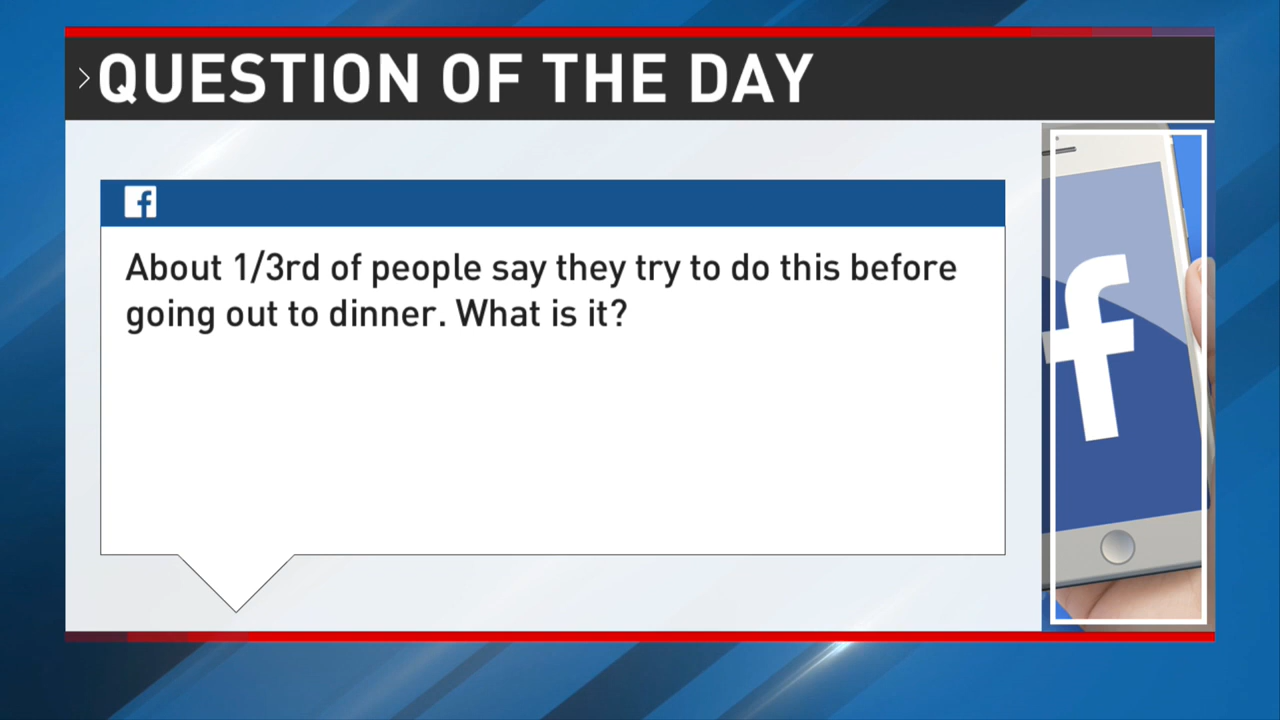 QUESTION OF THE DAY
About 1/3rd of people say they try to do this before
going out to dinner. What is it?